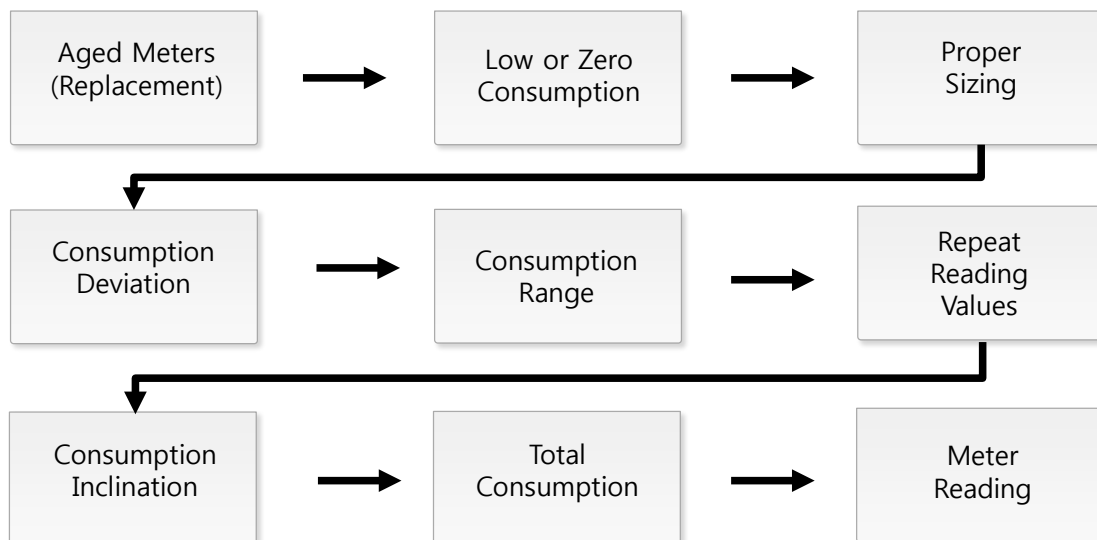 Aged Meters
(Replacement)
Low or Zero
Consumption
Proper
Sizing
Consumption
Deviation
Consumption
Range
Repeat
Reading
Values
Consumption
Inclination
Total
Consumption
Meter
Reading